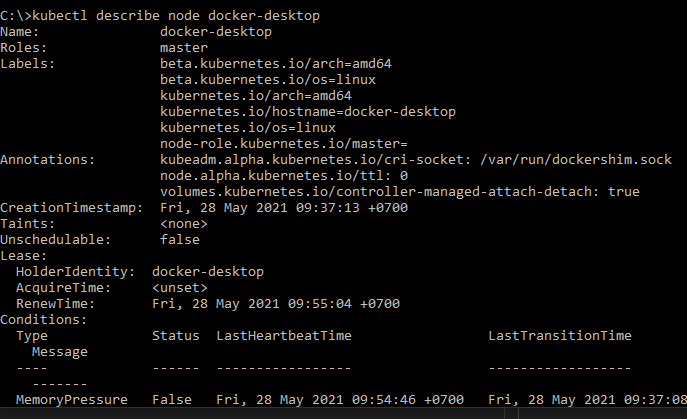 C:\>kubectl describe node docker-desktop
Name:               docker-desktop
Roles:              master
Labels:             beta.kubernetes.io/arch=amd64
                    beta.kubernetes.io/os=linux
                    kubernetes.io/arch=amd64
                    kubernetes.io/hostname=docker-desktop
                    kubernetes.io/os=linux
                    node-role.kubernetes.io/master=
Annotations:        kubeadm.alpha.kubernetes.io/cri-socket: /var/run/dockershim.sock
                    node.alpha.kubernetes.io/ttl: 0
                    volumes.kubernetes.io/controller-managed-attach-detach: true
CreationTimestamp:  Fri, 28 May 2021 09:37:13 +0700
Taints:             <none>
Unschedulable:      false
Lease:
  HolderIdentity:  docker-desktop
  AcquireTime:     <unset>
  RenewTime:       Fri, 28 May 2021 09:55:04 +0700
Conditions:
  Type             Status  LastHeartbeatTime                 LastTransitionTime
    Message
  ----             ------  -----------------                 ------------------
    -------
  MemoryPressure   False   Fri, 28 May 2021 09:54:46 +0700   Fri, 28 May 2021 09:37:08